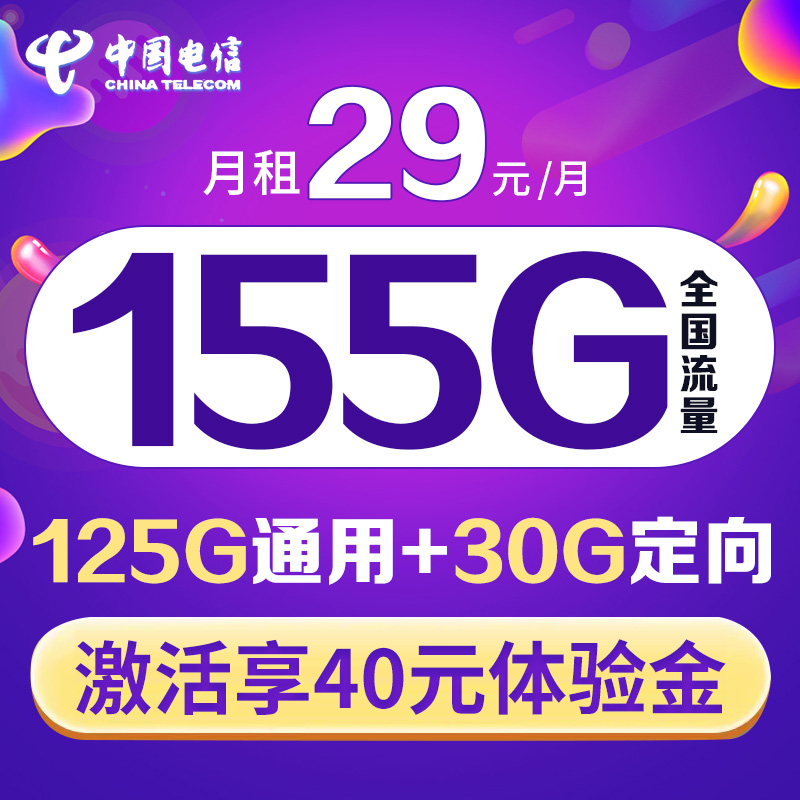 中国电信
CHINA TELECOM
月租29元/月
155G
全国流量
125G通用+30G定向
激活享40元体验金